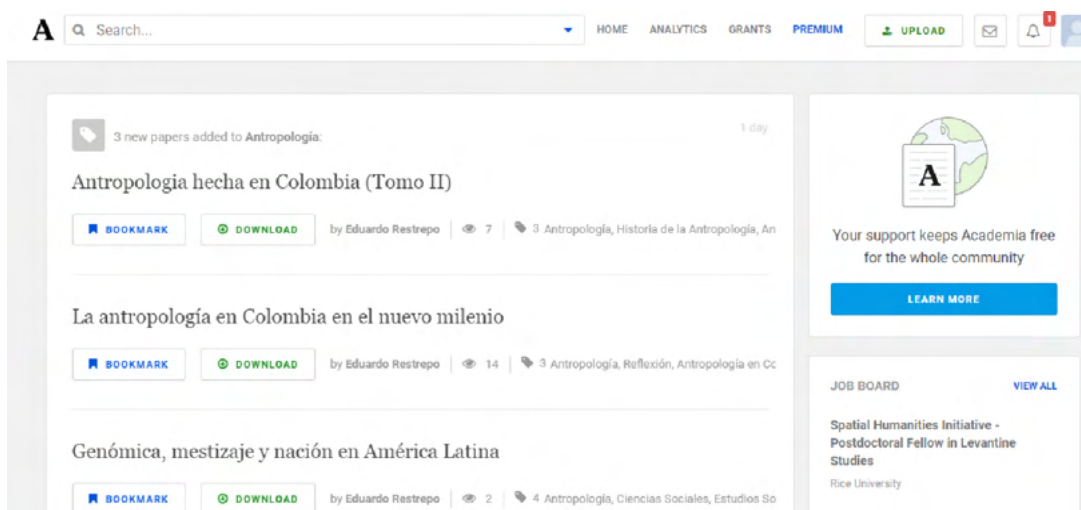 A Search... HOME ANALYTICS GRANTS PREMIUM UPLOAD 1
3 new papers added to Antropología: 1 day
Antropologia hecha en Colombia (Tomo II)
BOOKMARK DOWNLOAD by Eduardo Restrepo 7 3 Antropología, Historia de la Antropología, An
La antropología en Colombia en el nuevo milenio
BOOKMARK DOWNLOAD by Eduardo Restrepo 14 3 Antropología, Reflexión, Antropología en Co
Genómica, mestizaje y nación en América Latina
BOOKMARK DOWNLOAD by Eduardo Restrepo 2 4 Antropología, Ciencias Sociales, Estudios So
A
Your support keeps Academia free
for the whole community
LEARN MORE
JOB BOARD VIEW ALL
Spatial Humanities Initiative -
Postdoctoral Fellow in Levantine
Studies
Rice University